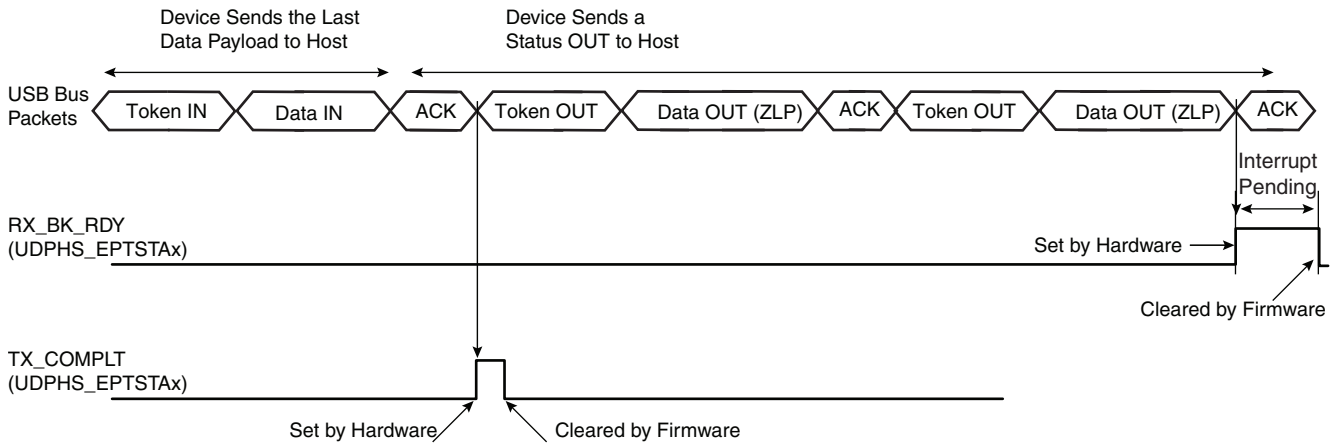 Device Sends the Last
Data Payload to Host
Device Sends a
Status OUT to Host
USB Bus
Packets
Token IN
Data IN
ACK
Token OUT
Data OUT (ZLP)
ACK
Token OUT
Data OUT (ZLP)
ACK
Interrupt
Pending
RX_BK_RDY
(UDPHS_EPTSTAx)
Set by Hardware
Cleared by Firmware
TX_COMPLT
(UDPHS_EPTSTAx)
Set by Hardware
Cleared by Firmware